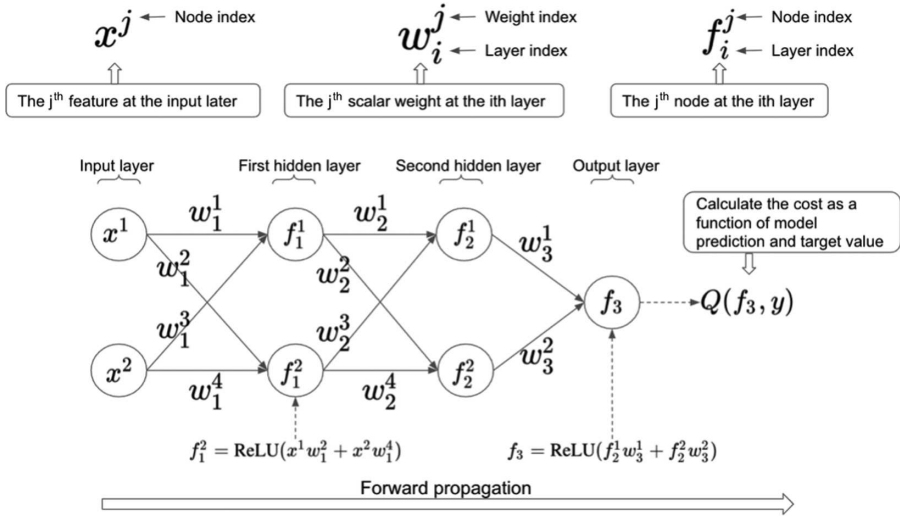 x^j Node index
w_i^j Weight index
Layer index
f_i^j Node index
Layer index
The j^th feature at the input later
The j^th scalar weight at the ith layer
The j^th node at the ith layer
Input layer
First hidden layer
Second hidden layer
Output layer
Calculate the cost as a
function of model
prediction and target value
x^1
w_1^1
f_1^1
w_2^1
f_2^1
w_3^1
w_1^2
w_2^2
f_3
Q(f_3, y)
w_1^3
w_2^3
w_3^2
x^2
w_1^4
f_1^2
w_2^4
f_2^2
f_1^2 = ReLU(x^1 w_1^2 + x^2 w_1^4)
f_3 = ReLU(f_2^1 w_3^1 + f_2^2 w_3^2)
Forward propagation